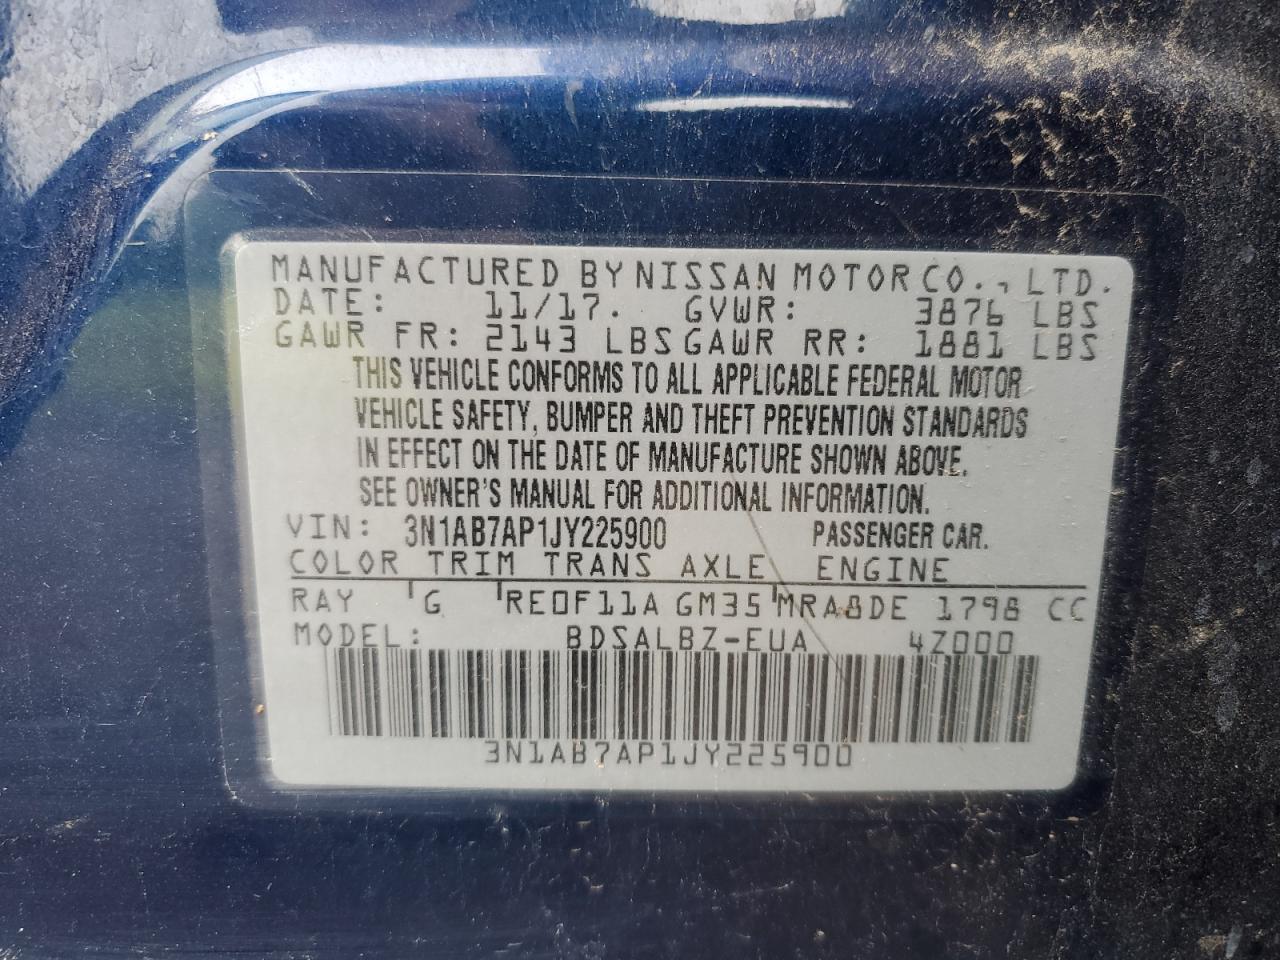 MANUFACTURED BY NISSAN MOTOR CO., LTD.
DATE: 11/17. GVWR: 3876 LBS
GAWR FR: 2143 LBS GAWR RR: 1881 LBS
THIS VEHICLE CONFORMS TO ALL APPLICABLE FEDERAL MOTOR
VEHICLE SAFETY, BUMPER AND THEFT PREVENTION STANDARDS
IN EFFECT ON THE DATE OF MANUFACTURE SHOWN ABOVE.
SEE OWNER'S MANUAL FOR ADDITIONAL INFORMATION.
VIN: 3N1AB7AP1JY225900 PASSENGER CAR.
COLOR TRIM TRANS AXLE ENGINE
RAY G RE0F11A GM35 MRA8DE 1798 CC
MODEL: BDSALBZ-EUA 4Z000
3N1AB7AP1JY225900